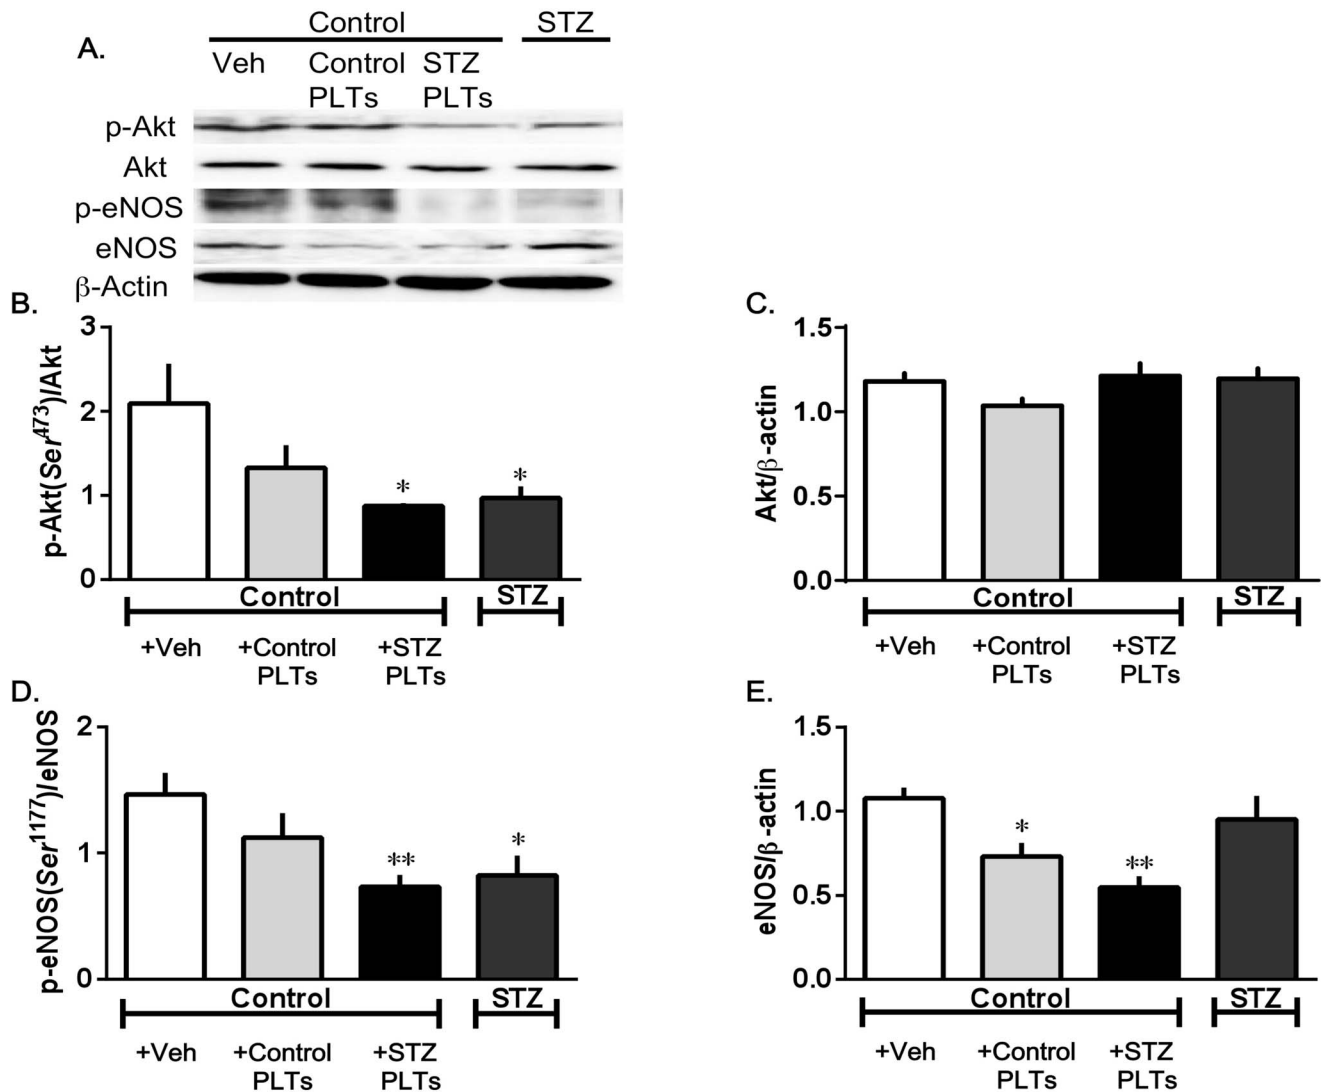 Control STZ
A.
Veh Control STZ
PLTs PLTs
p-Akt
Akt
p-eNOS
eNOS
β-Actin
B.
3
2
1
0
p-Akt(Ser473)/Akt
*
*
Control STZ
+Veh +Control +STZ
PLTs PLTs
C.
1.5
1.0
0.5
0.0
Akt/β-actin
Control STZ
+Veh +Control +STZ
PLTs PLTs
D.
2
1
0
p-eNOS(Ser1177)/eNOS
**
*
Control STZ
+Veh +Control +STZ
PLTs PLTs
E.
1.5
1.0
0.5
0.0
eNOS/β-actin
*
**
Control STZ
+Veh +Control +STZ
PLTs PLTs